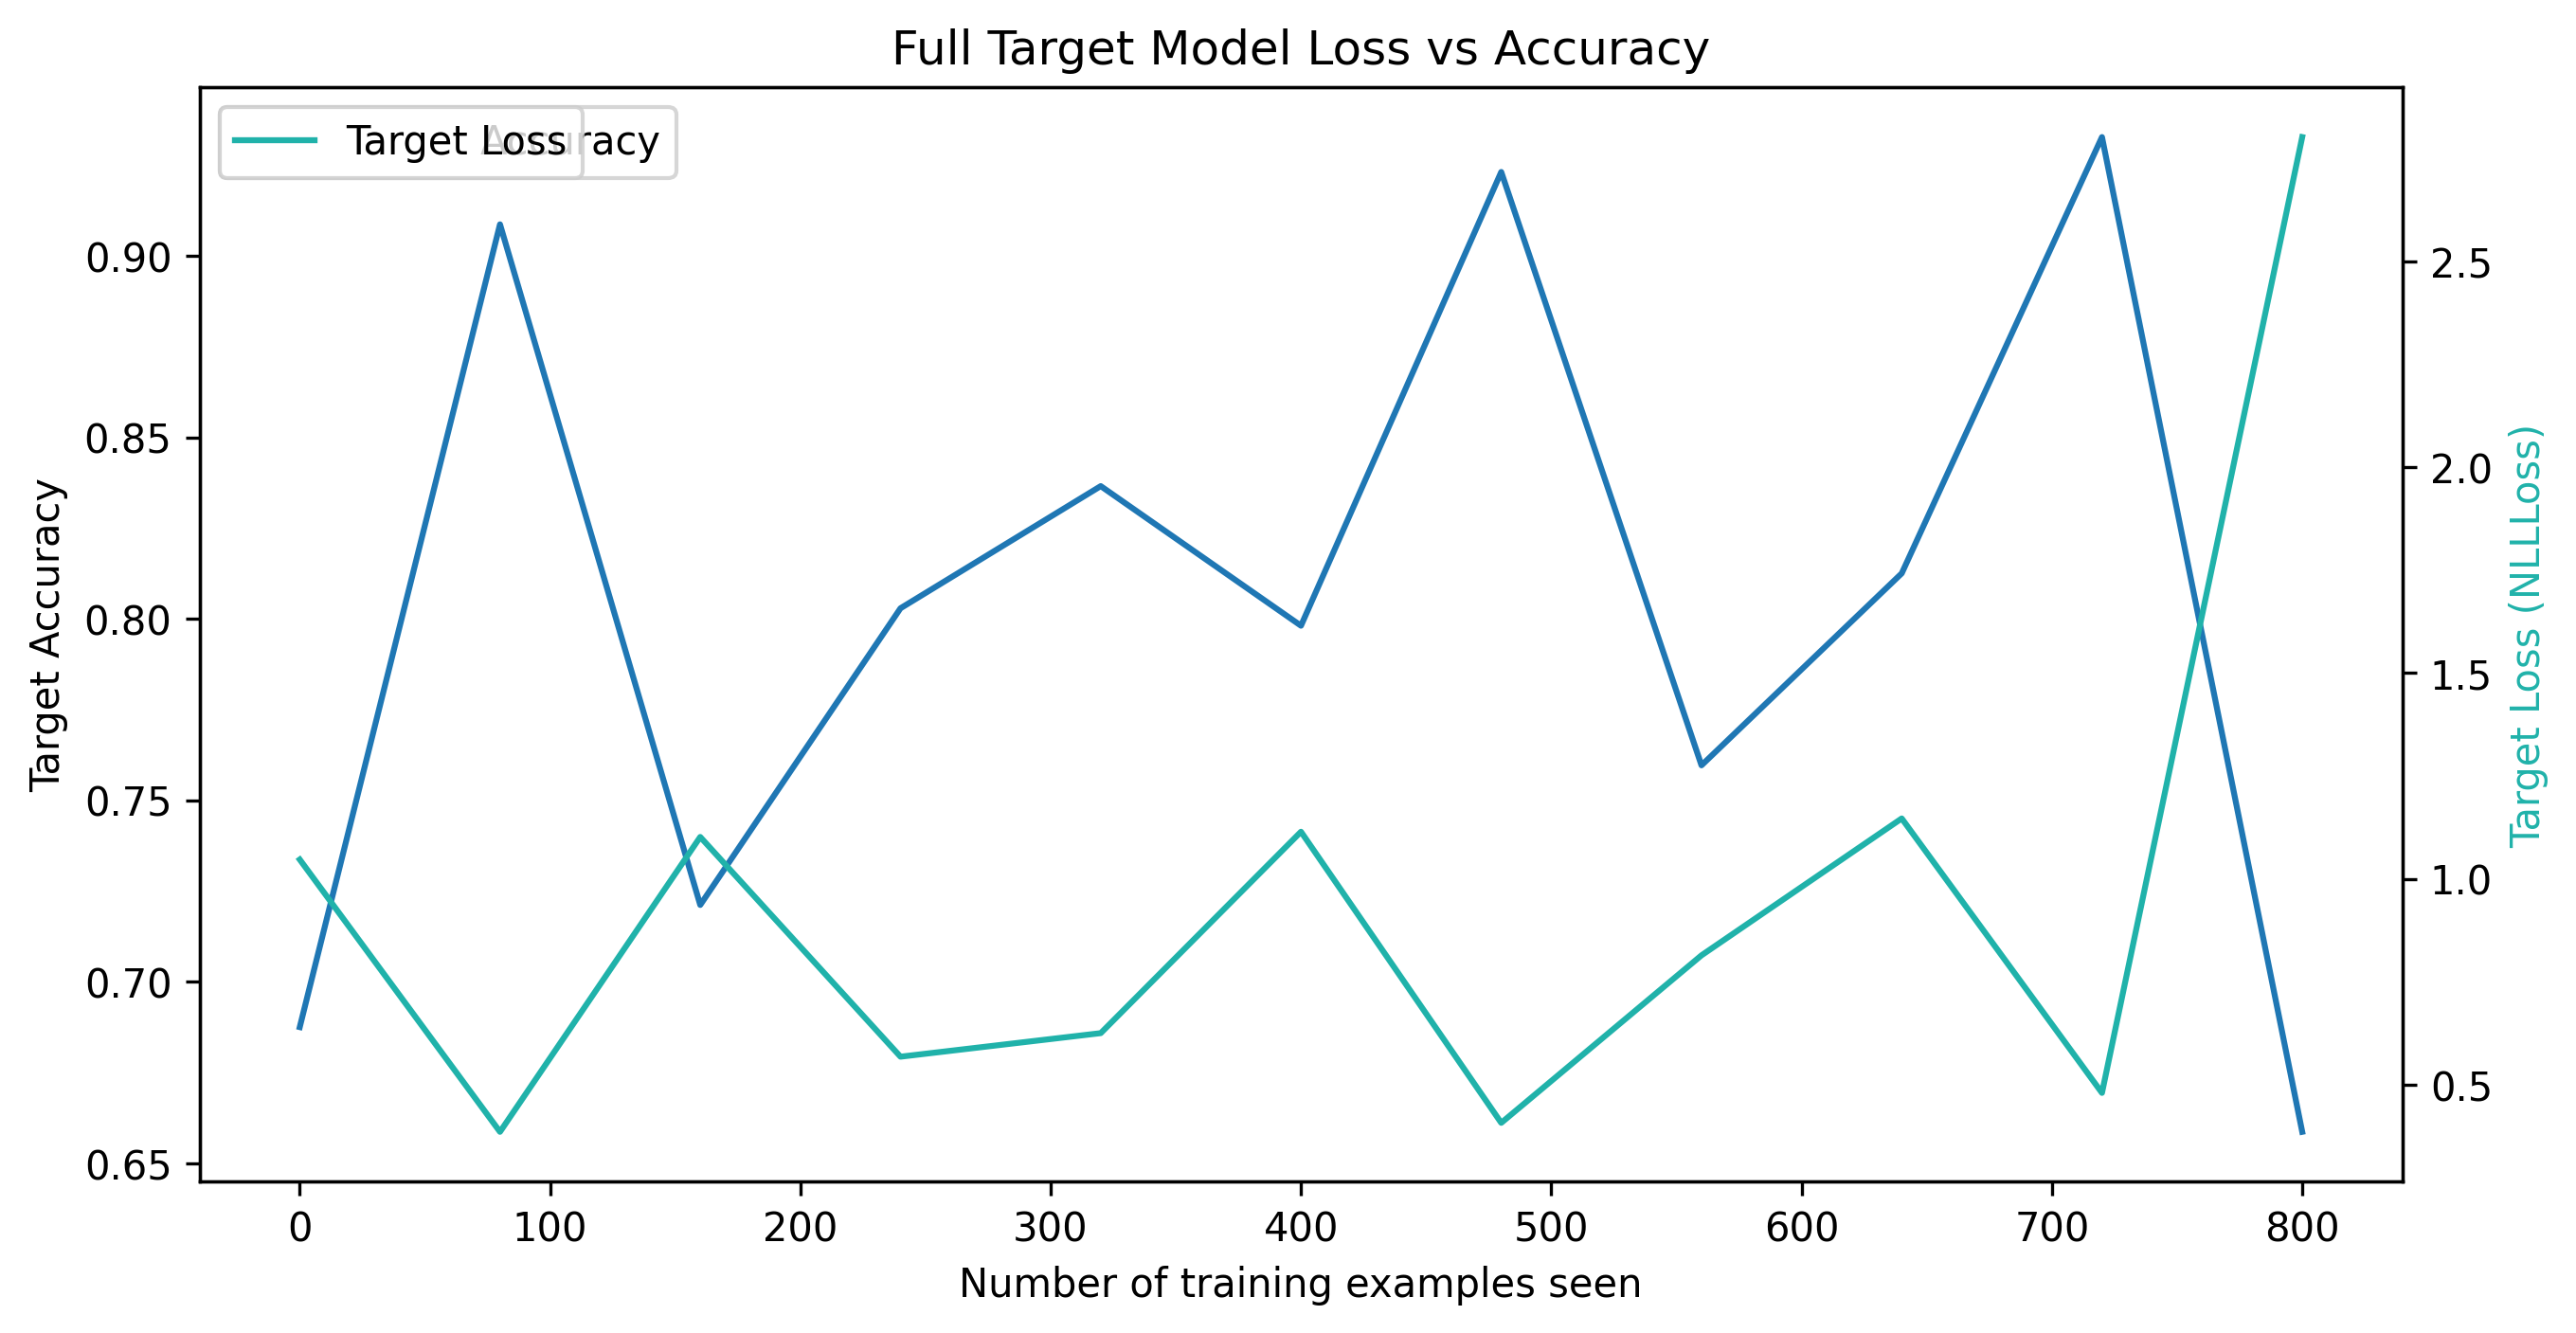 Full Target Model Loss vs Accuracy
Target Loss
Accuracy
0.90
0.85
0.80
0.75
0.70
0.65
Target Accuracy
2.5
2.0
1.5
1.0
0.5
Target Loss (NLLLoss)
0 100 200 300 400 500 600 700 800
Number of training examples seen